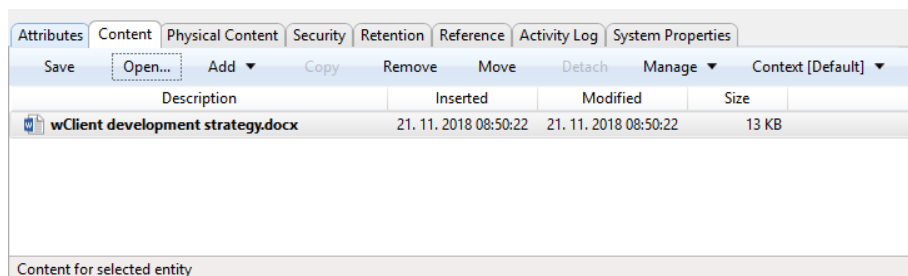 Attributes Content Physical Content Security Retention Reference Activity Log System Properties
Save Open... Add Copy Remove Move Detach Manage Context [Default]
Description Inserted Modified Size
wClient development strategy.docx 21. 11. 2018 08:50:22 21. 11. 2018 08:50:22 13 KB
Content for selected entity